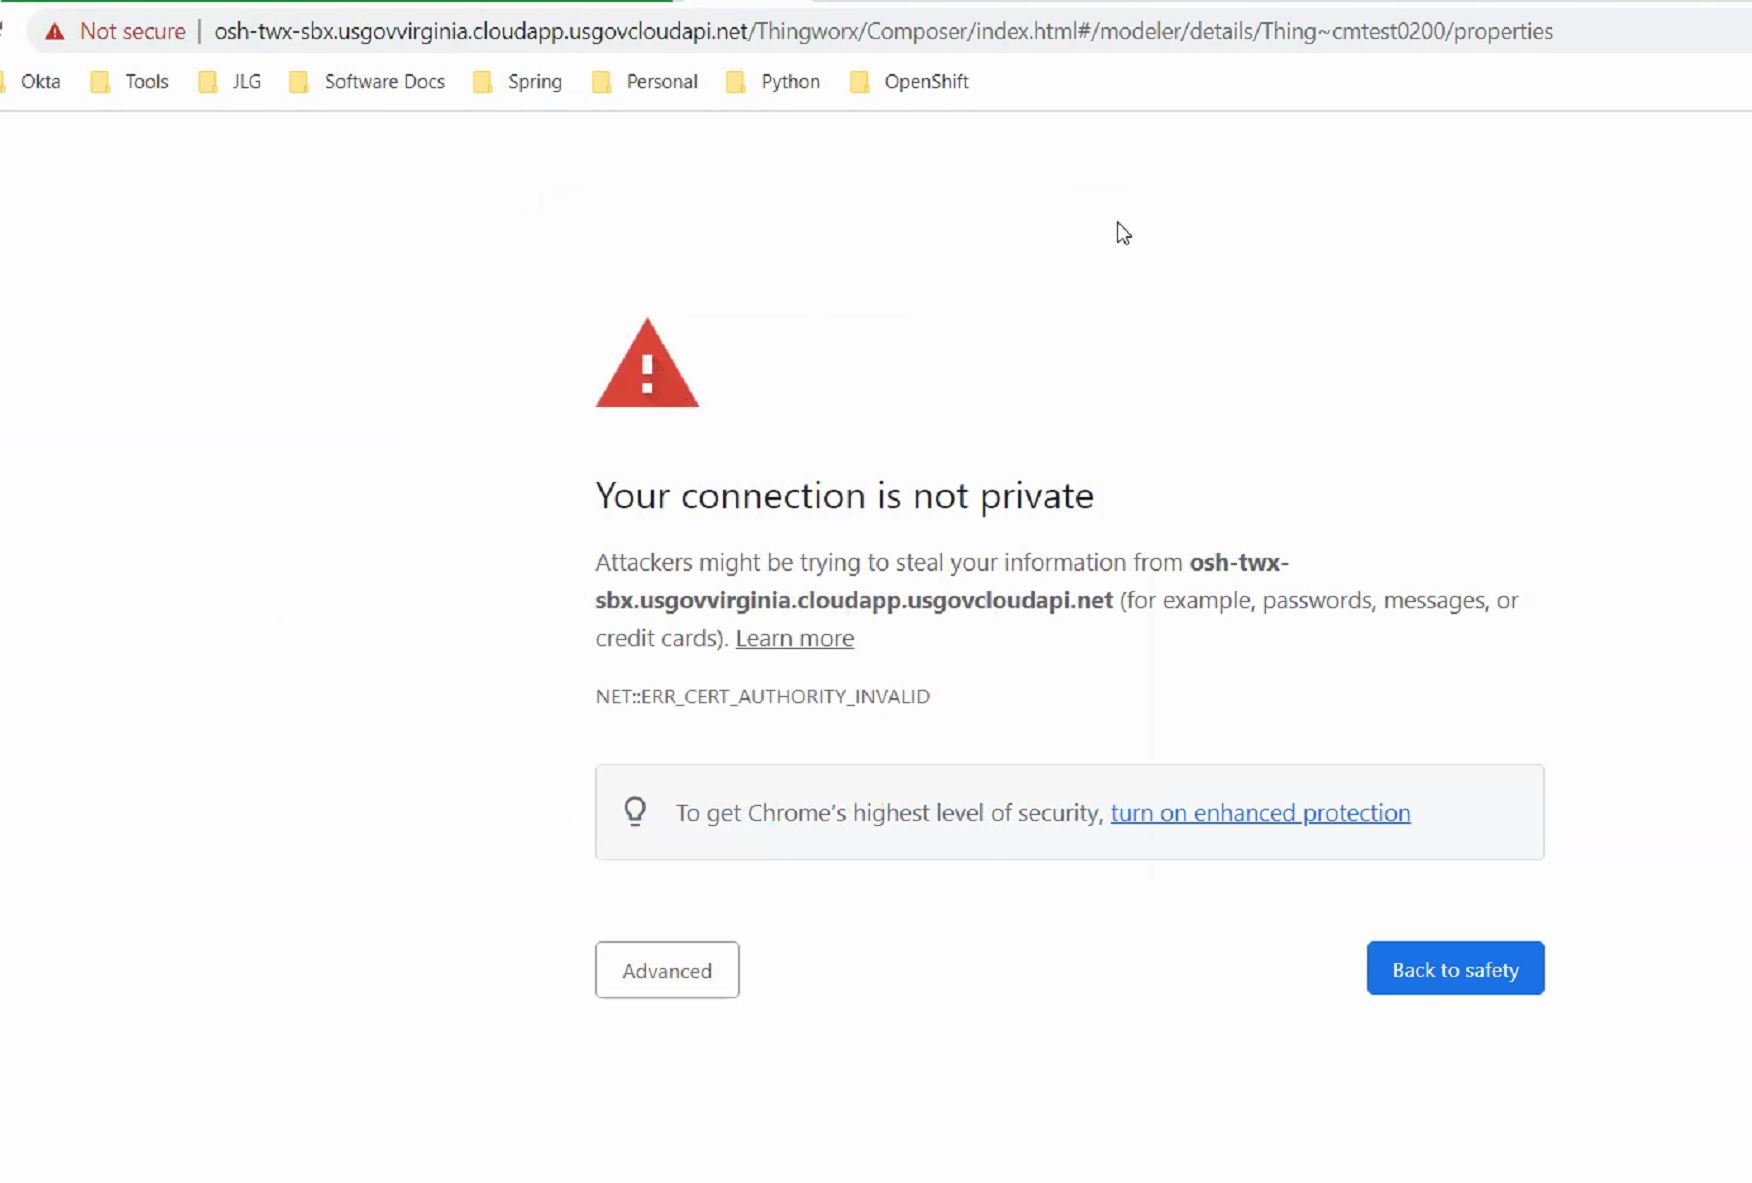 Not secure | osh-twx-sbx.usgovvirginia.cloudapp.usgovcloudapi.net/Thingworx/Composer/index.html#/modeler/details/Thing~cmtest0200/properties
Okta Tools JLG Software Docs Spring Personal Python OpenShift
Your connection is not private
Attackers might be trying to steal your information from osh-twx-
sbx.usgovvirginia.cloudapp.usgovcloudapi.net (for example, passwords, messages, or
credit cards). Learn more
NET::ERR_CERT_AUTHORITY_INVALID
To get Chrome's highest level of security, turn on enhanced protection
Advanced Back to safety